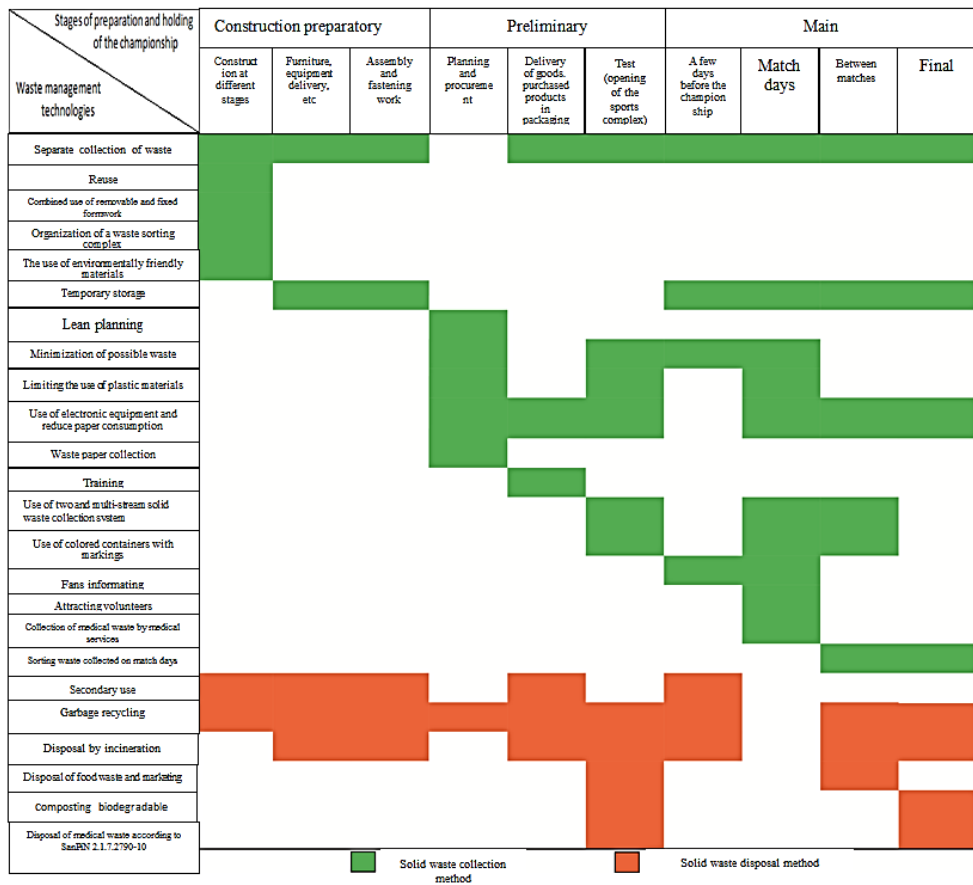 Stages of preparation and holding
of the championship
Waste management
technologies
Construction preparatory
Preliminary
Main
Construct
ion at
different
stages
Furniture,
equipment
delivery,
etc
Assembly
and
fastening
work
Planning
and
procureme
nt
Delivery
of goods.
purchased
products
in
packaging
Test
(opening
of the
sports
complex)
A few
days
before the
champion
ship
Match
days
Between
matches
Final
Separate collection of waste
Reuse
Combined use of removable and fixed
formwork
Organization of a waste sorting
complex
The use of environmentally friendly
materials
Temporary storage
Lean planning
Minimization of possible waste
Limiting the use of plastic materials
Use of electronic equipment and
reduce paper consumption
Waste paper collection
Training
Use of two and multi-stream solid
waste collection system
Use of colored containers with
markings
Fans informating
Attracting volunteers
Collection of medical waste by medical
services
Sorting waste collected on match days
Secondary use
Garbage recycling
Disposal by incineration
Disposal of food waste and marketing
Composting biodegradable
Disposal of medical waste according to
SanPiN 2.1.7.2790-10
Solid waste collection
method
Solid waste disposal method